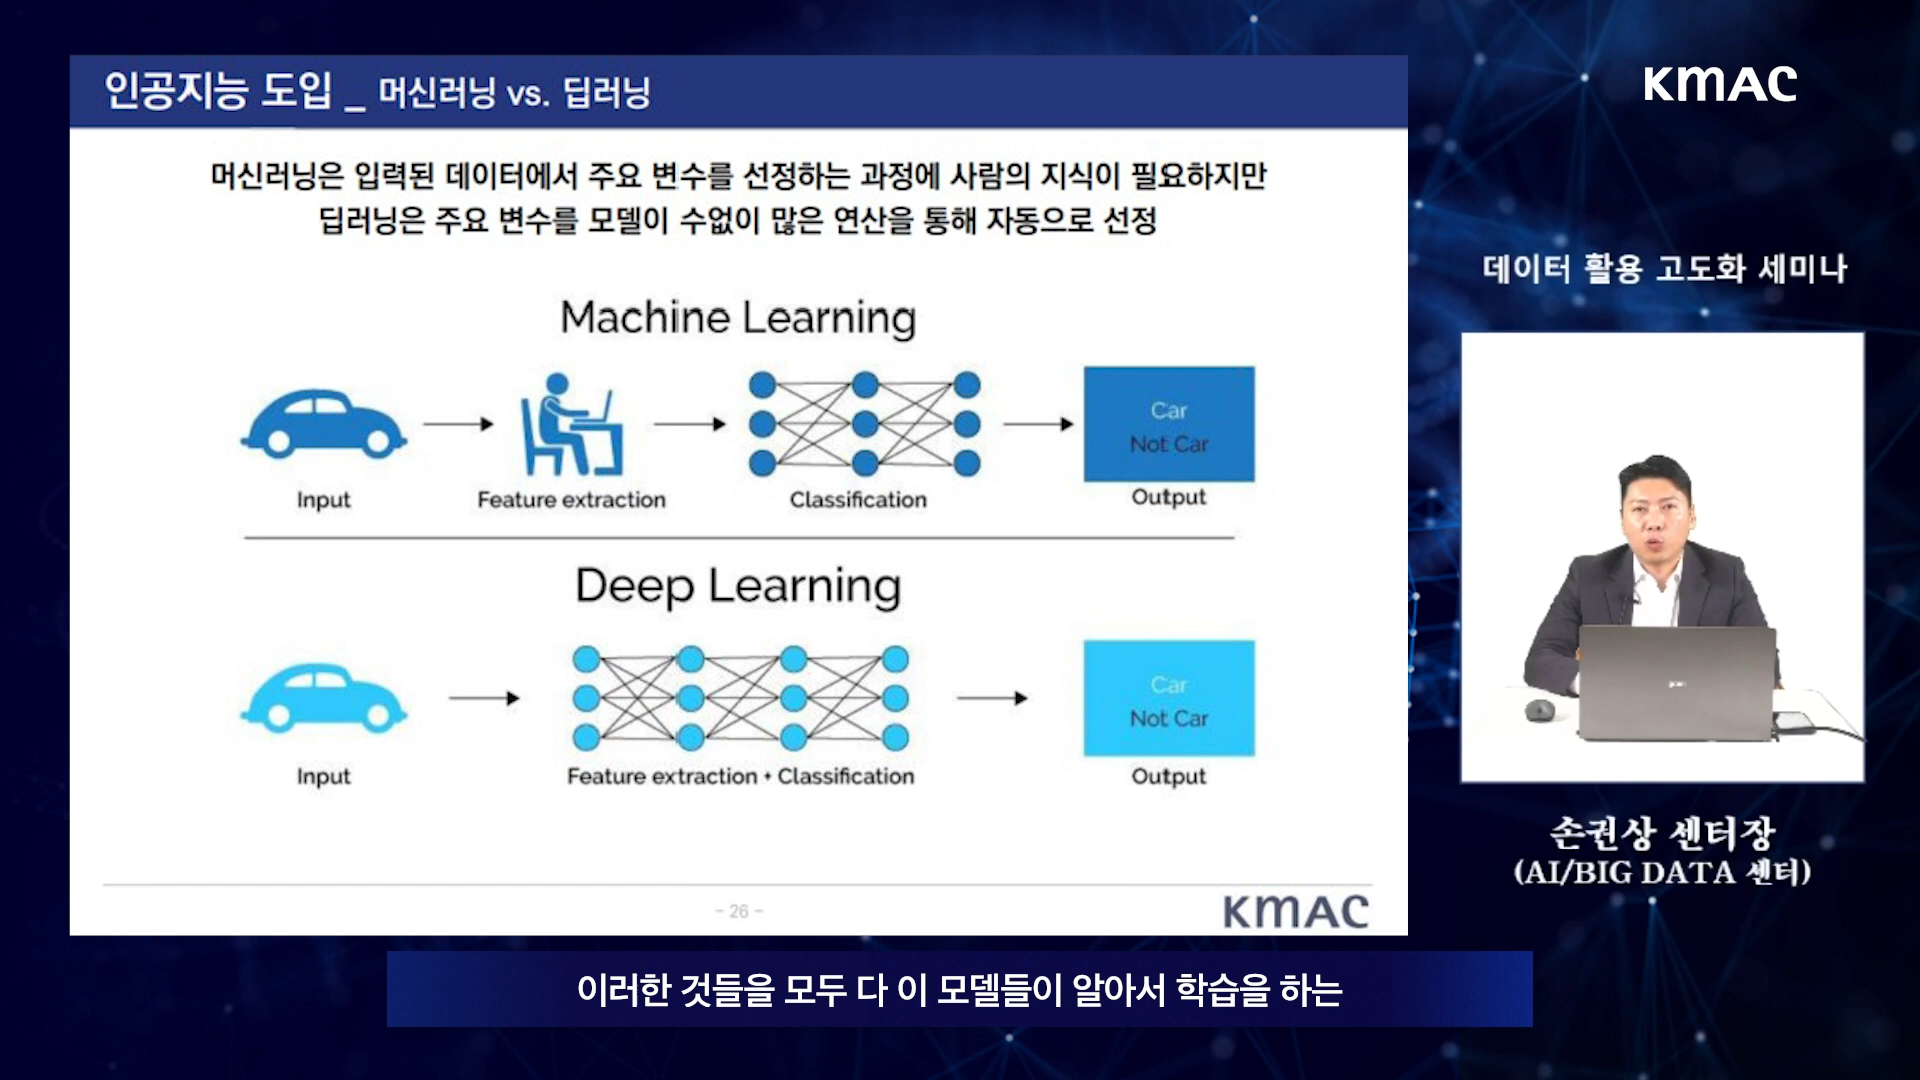 인공지능 도입 _ 머신러닝 vs. 딥러닝
머신러닝은 입력된 데이터에서 주요 변수를 선정하는 과정에 사람의 지식이 필요하지만
딥러닝은 주요 변수를 모델이 수없이 많은 연산을 통해 자동으로 선정
Machine Learning
Car
Not Car
Input
Feature extraction
Classification
Output
Deep Learning
Car
Not Car
Input
Feature extraction + Classification
Output
- 26 -
KMAC
KMAC
데이터 활용 고도화 세미나
손권상 센터장
(AI/BIG DATA 센터)
이러한 것들을 모두 다 이 모델들이 알아서 학습을 하는